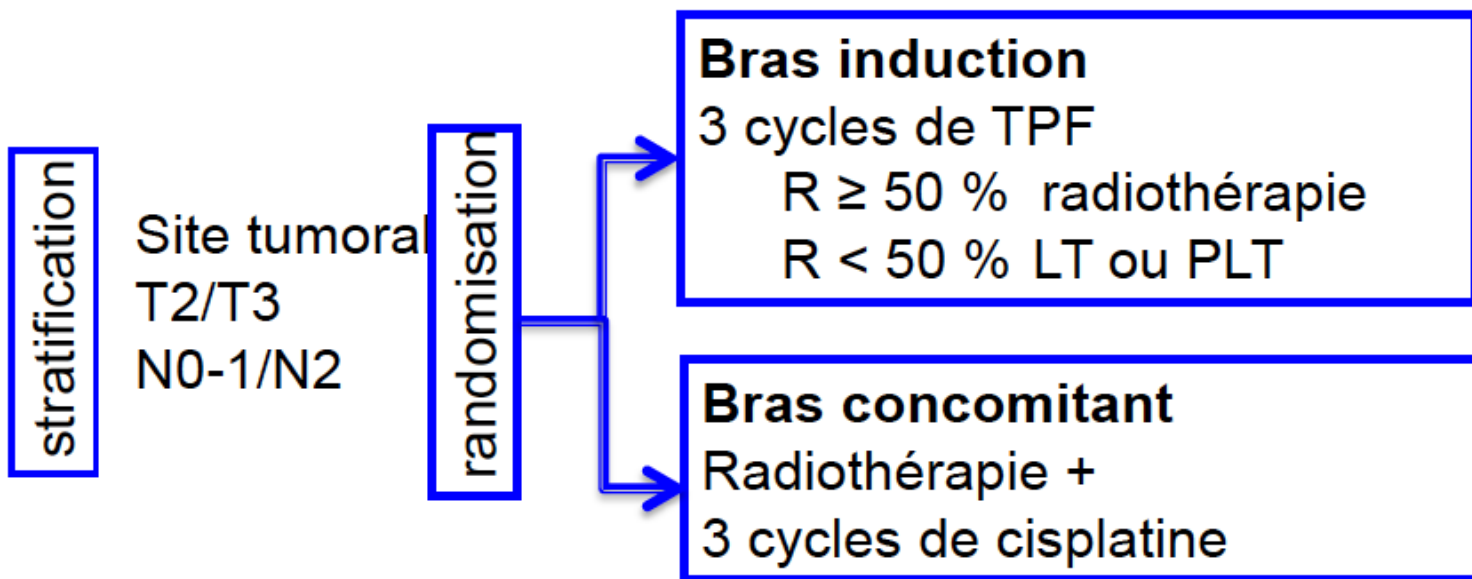 stratification
Site tumoral
T2/T3
N0-1/N2
randomisation
Bras induction
3 cycles de TPF
R ≥ 50 % radiothérapie
R < 50 % LT ou PLT
Bras concomitant
Radiothérapie +
3 cycles de cisplatine